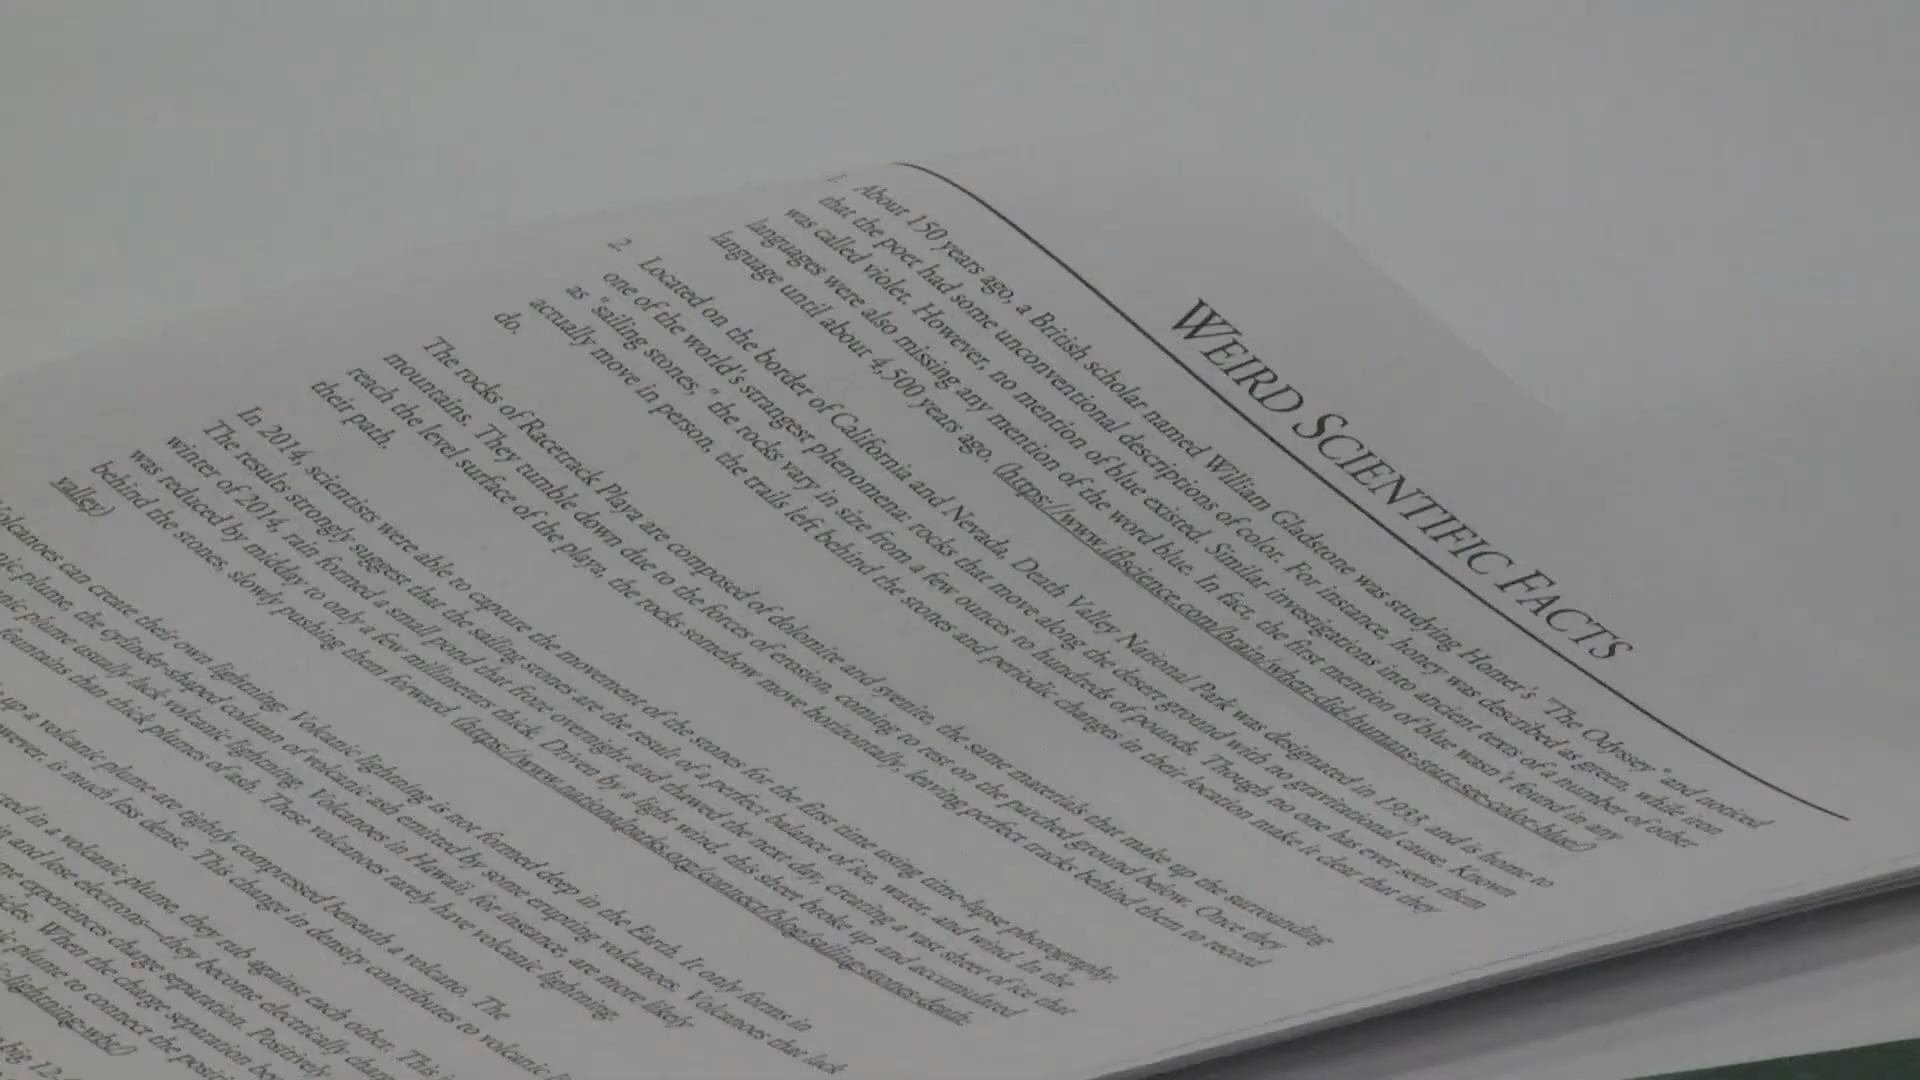 WEIRD SCIENTIFIC FACTS
1. About 150 years ago, a British scholar named William Gladstone was studying Homer's "The Odyssey "and noticed
that the poet had some unconventional descriptions of color. For instance, honey was described as green, while iron
was called violet. However, no mention of blue existed. Similar investigations into ancient texts of a number of other
languages were also missing any mention of the word blue. In fact, the first mention of blue wasn't found in any
language until about 4,500 years ago. (https://www.iflscience.com/brain/when-did-humans-start-see-color-blue/)
2. Located on the border of California and Nevada, Death Valley National Park was designated in 1933, and is home to
one of the world's strangest phenomena: rocks that move along the desert ground with no gravitational cause. Known
as "sailing stones," the rocks vary in size from a few ounces to hundreds of pounds. Though no one has ever seen them
actually move in person, the trails left behind the stones and periodic changes in their location make it clear that they
do.
The rocks of Racetrack Playa are composed of dolomite and syenite, the same materials that make up the surrounding
mountains. They tumble down due to the forces of erosion, coming to rest on the parched ground below. Once they
reach the level surface of the playa, the rocks somehow move horizontally, leaving perfect tracks behind them to record
their path.
In 2014, scientists were able to capture the movement of the stones for the first time using time-lapse photography.
The results strongly suggest that the sailing stones are the result of a perfect balance of ice, water, and wind. In the
winter of 2014, rain formed a small pond that froze overnight and thawed the next day, creating a vast sheet of ice that
was reduced by midday to only a few millimeters thick. Driven by a light wind, this sheet broke up and accumulated
behind the stones, slowly pushing them forward. (https://www.nationalparks.org/connect/blog/sailing-stones-death-
valley)
Volcanoes can create their own lightning: Volcanic lightning is not formed deep in the Earth. It only forms in
plume, the cylinder-shaped column of volcanic ash emitted by some erupting volcanoes. Volcanoes that lack
plume usually lack volcanic lightning. Volcanoes in Hawaii, for instance, are more likely
fountains than thick plumes of ash. These volcanoes rarely have volcanic lightning.
up a volcanic plume are tightly compressed beneath a volcano. The
however, is much less dense. This change in density contributes to volcanic
in a volcanic plume, they rub against each other. This
and lose electrons—they become electrically
experiences charge separation. Positively-
When the charge separation
plume to connect the
big 12-